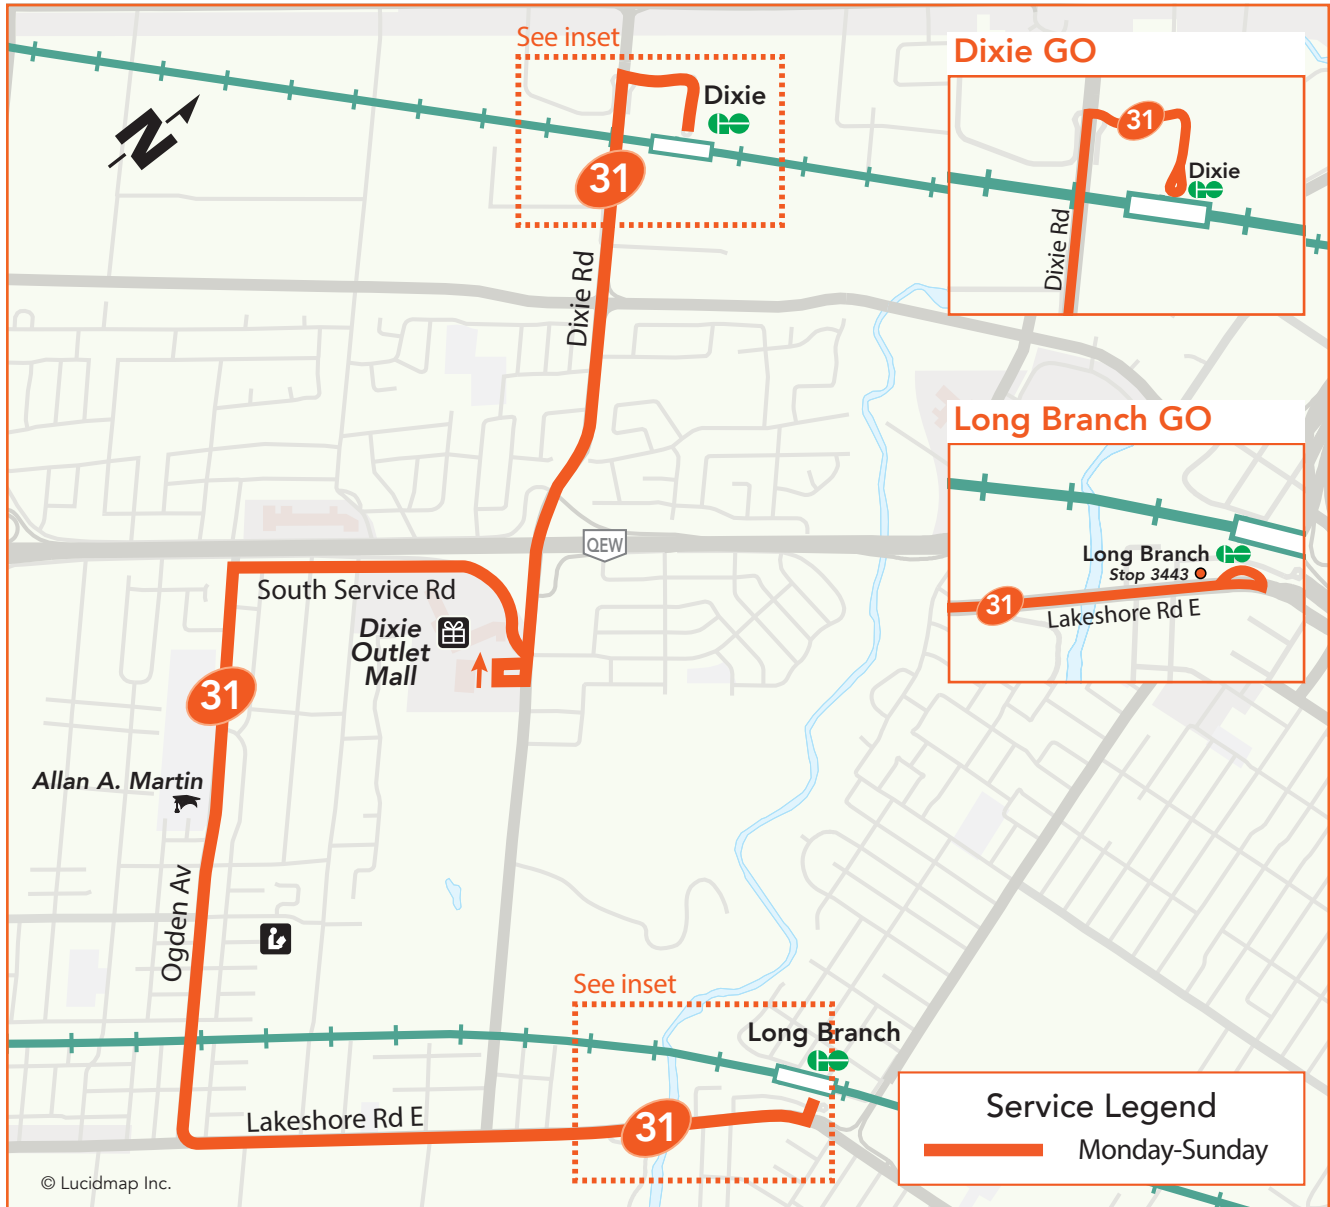 See inset
Dixie
N
31
Dixie Rd
Dixie GO
31
Dixie
Dixie Rd
Long Branch GO
Long Branch
Stop 3443
31
Lakeshore Rd E
QEW
South Service Rd
Dixie
Outlet
Mall
31
Allan A. Martin
Ogden Av
See inset
Long Branch
Lakeshore Rd E
31
Service Legend
Monday-Sunday
© Lucidmap Inc.